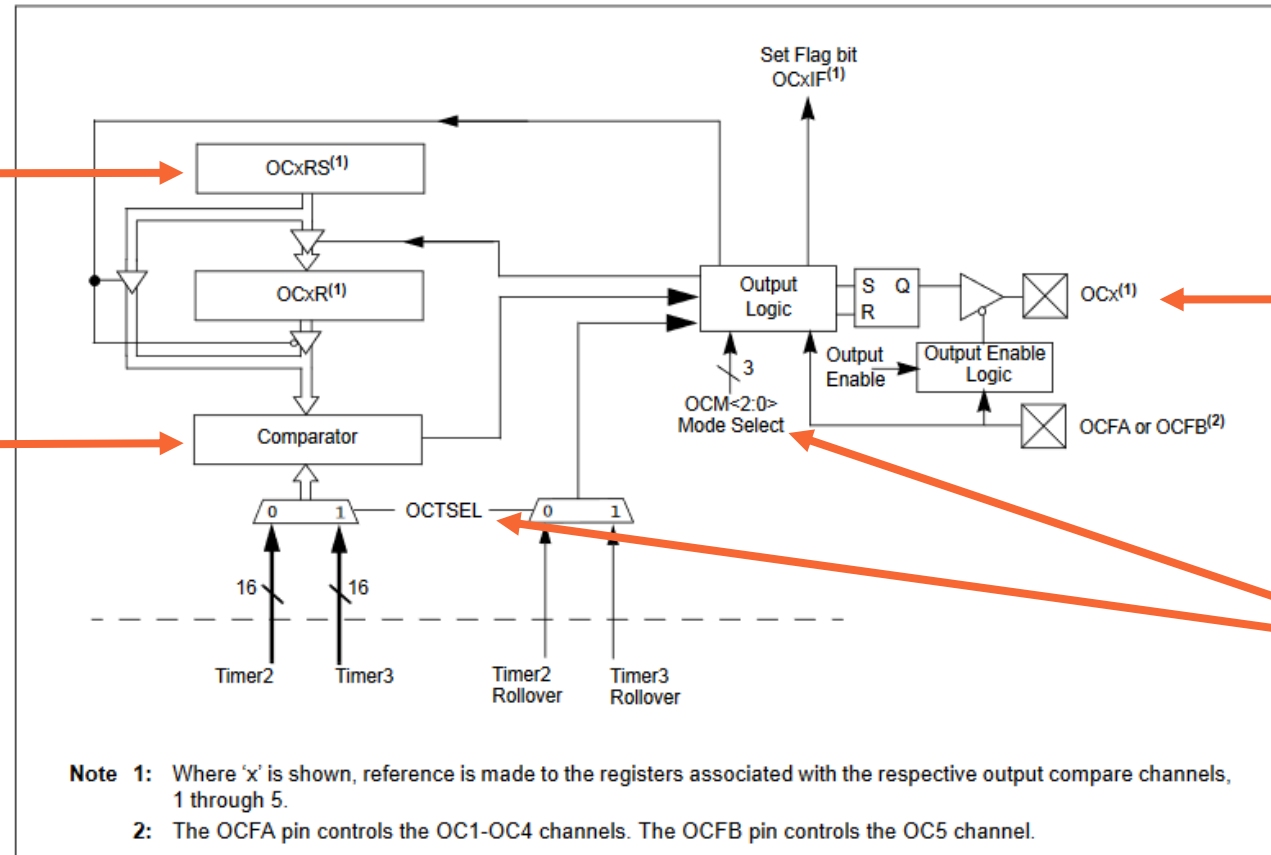 Set Flag bit
OCxIF(1)
OCxRS(1)
OCxR(1)
Output
Logic
S Q
R
OCx(1)
Output
Enable
Output Enable
Logic
3
OCM<2:0>
Mode Select
OCFA or OCFB(2)
Comparator
0 1
OCTSEL
0 1
16
16
Timer2
Timer3
Timer2
Rollover
Timer3
Rollover
Note 1: Where ‘x’ is shown, reference is made to the registers associated with the respective output compare channels,
1 through 5.
2: The OCFA pin controls the OC1-OC4 channels. The OCFB pin controls the OC5 channel.